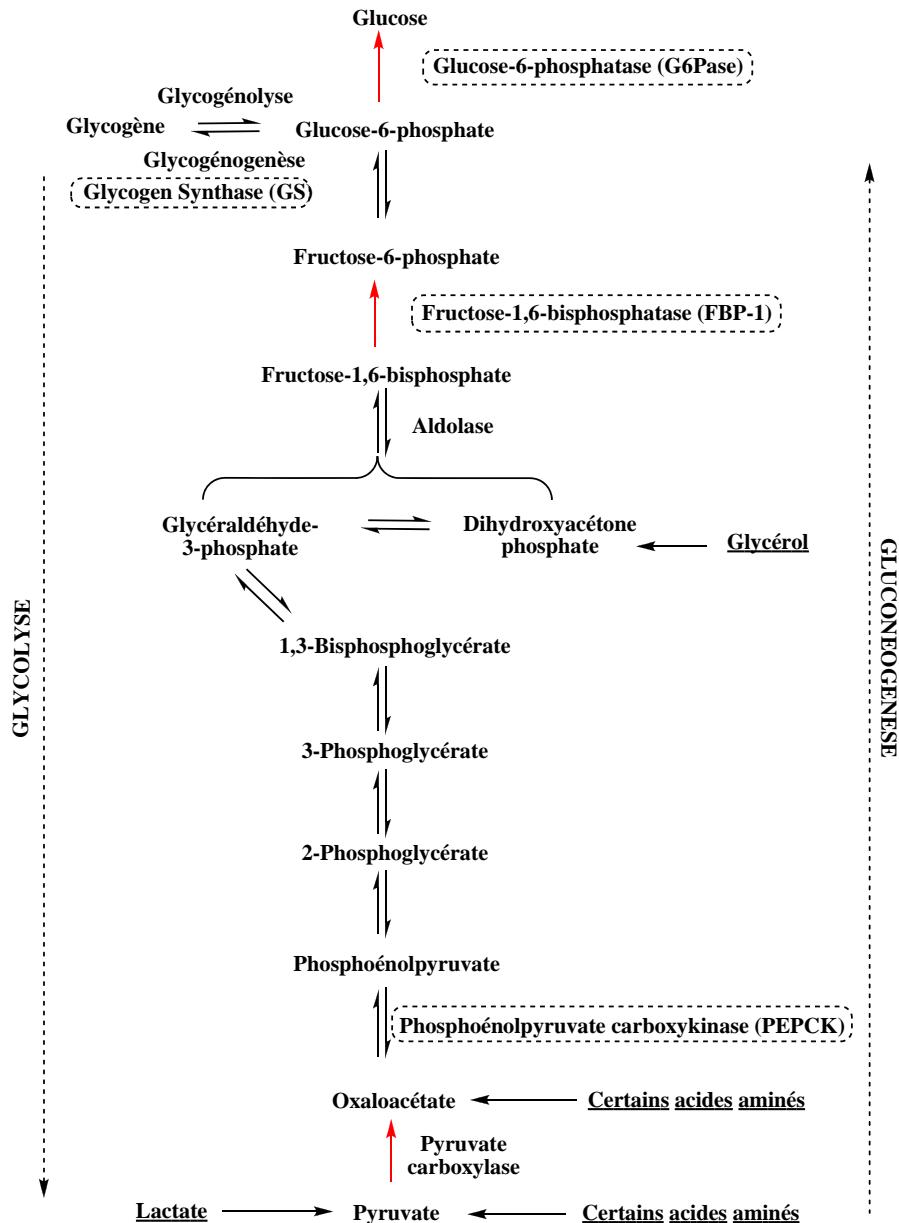 Glucose
Glucose-6-phosphatase (G6Pase)
Glycogénolyse
Glycogène
Glucose-6-phosphate
Glycogénogenèse
Glycogen Synthase (GS)
Fructose-6-phosphate
Fructose-1,6-bisphosphatase (FBP-1)
Fructose-1,6-bisphosphate
Aldolase
Glycéraldéhyde-
3-phosphate
Dihydroxyacétone
phosphate
Glycérol
GLYCOLYSE
GLUCONEOGENESE
1,3-Bisphosphoglycérate
3-Phosphoglycérate
2-Phosphoglycérate
Phosphoénolpyruvate
Phosphoénolpyruvate carboxykinase (PEPCK)
Oxaloacétate
Certains acides aminés
Pyruvate
carboxylase
Lactate
Pyruvate
Certains acides aminés